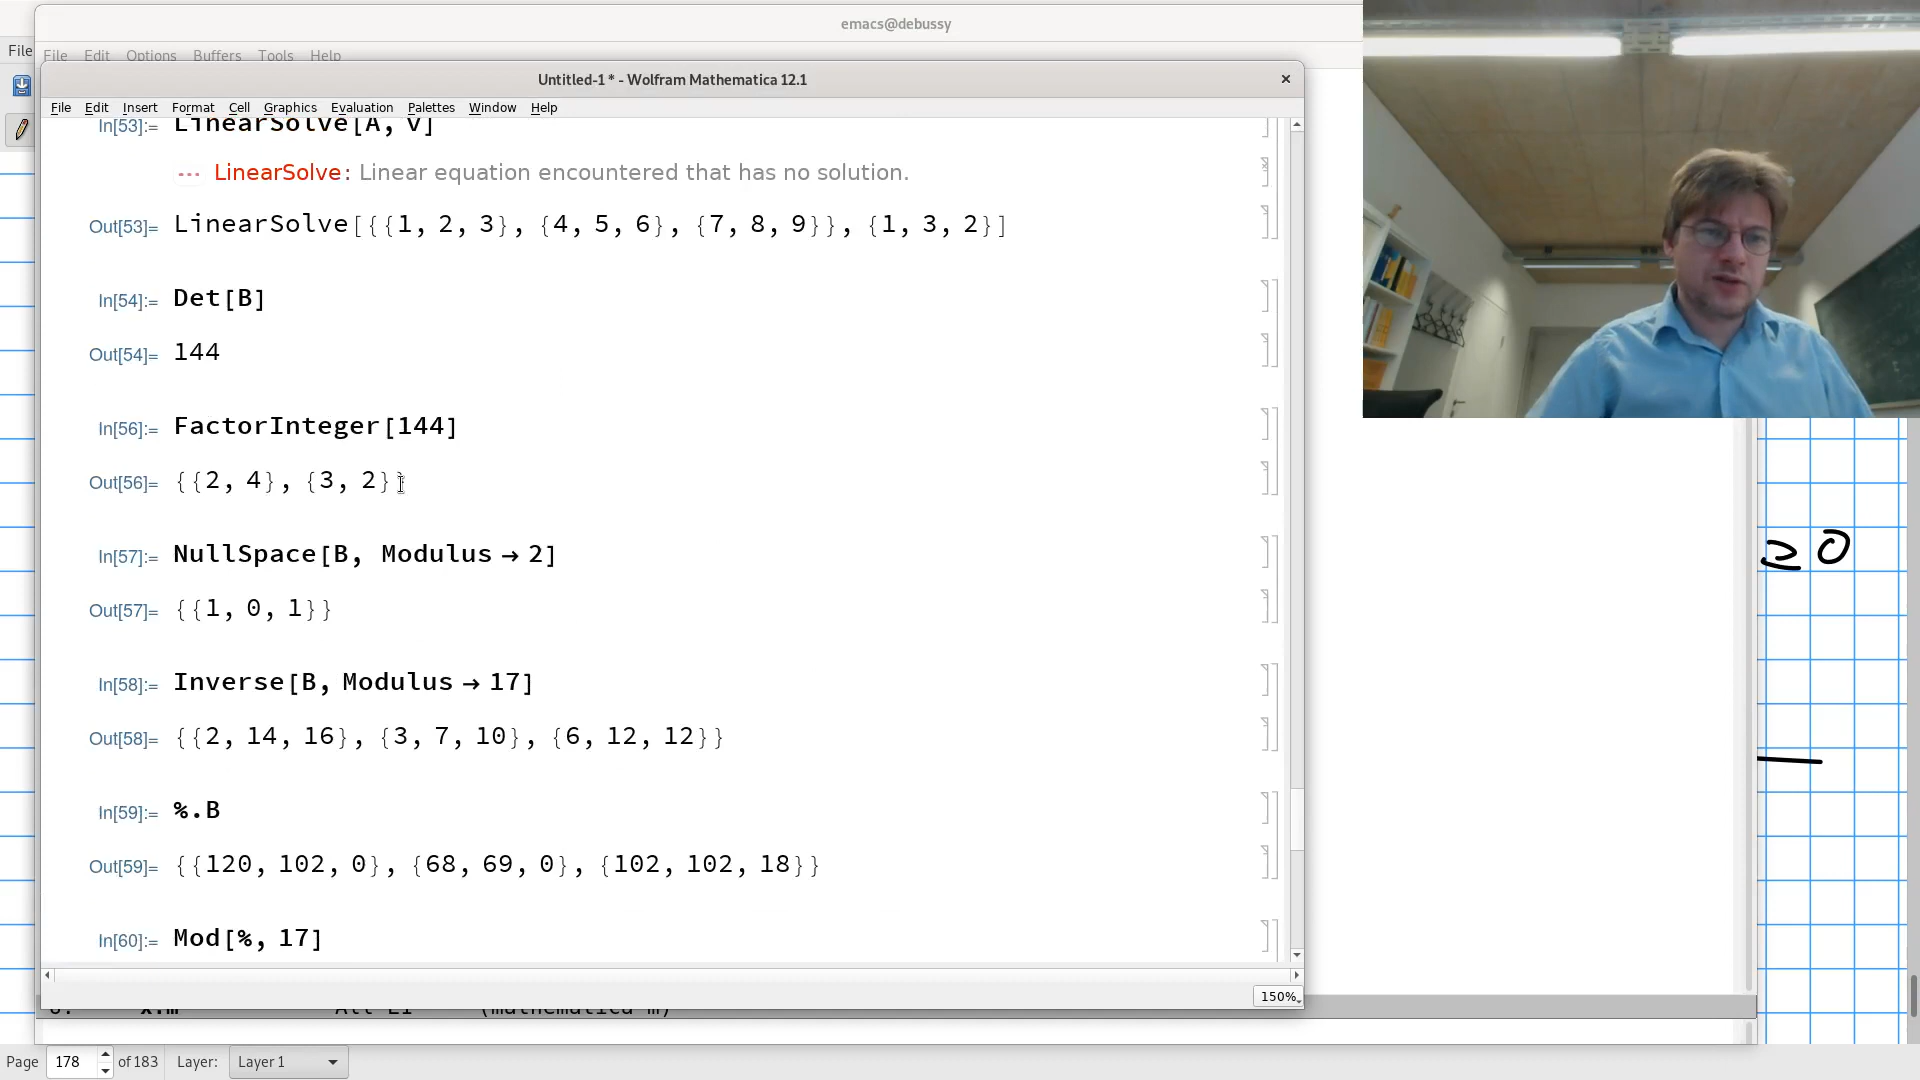 emacs@debussy
File
File Edit Options Buffers Tools Help
Untitled-1 * - Wolfram Mathematica 12.1
File Edit Insert Format Cell Graphics Evaluation Palettes Window Help
In[53]:= LinearSolve[A, v]
··· LinearSolve: Linear equation encountered that has no solution.
Out[53]= LinearSolve[{{1, 2, 3}, {4, 5, 6}, {7, 8, 9}}, {1, 3, 2}]
In[54]:= Det[B]
Out[54]= 144
In[56]:= FactorInteger[144]
Out[56]= {{2, 4}, {3, 2}}
In[57]:= NullSpace[B, Modulus → 2]
Out[57]= {{1, 0, 1}}
In[58]:= Inverse[B, Modulus → 17]
Out[58]= {{2, 14, 16}, {3, 7, 10}, {6, 12, 12}}
In[59]:= %.B
Out[59]= {{120, 102, 0}, {68, 69, 0}, {102, 102, 18}}
In[60]:= Mod[%, 17]
150%
Page 178 of 183 Layer: Layer 1